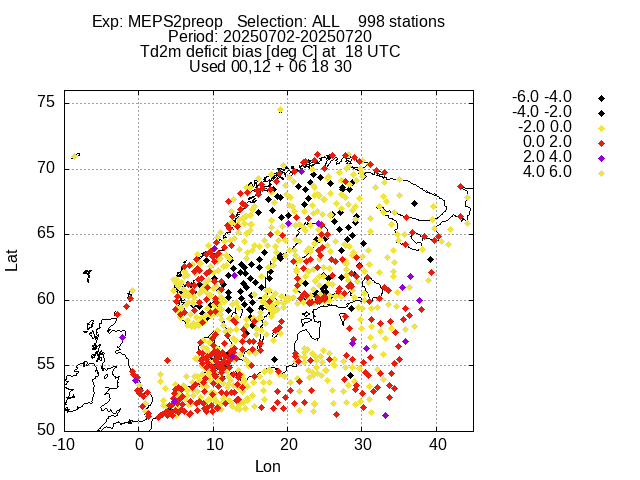 Exp: MEPS2preop   Selection: ALL    998 stations
Period: 20250702-20250720
Td2m deficit bias [deg C] at  18 UTC
Used 00,12 + 06 18 30
-6.0 -4.0
-4.0 -2.0
-2.0 0.0
0.0 2.0
2.0 4.0
4.0 6.0
75
70
65
60
55
50
Lat
-10 0 10 20 30 40
Lon